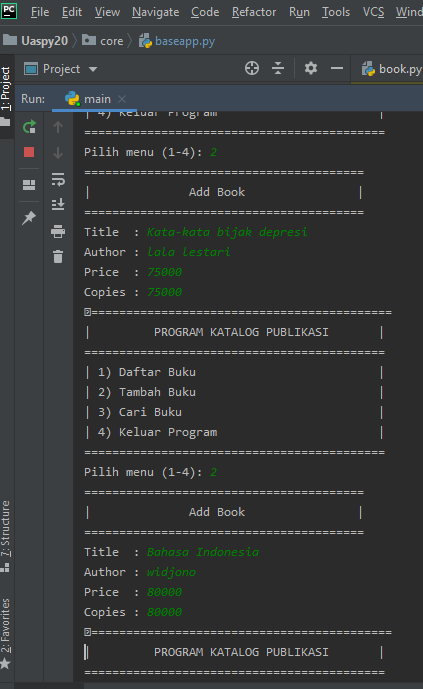 PC File Edit View Navigate Code Refactor Run Tools VCS Wind
Uaspy20 core baseapp.py
1: Project
Project book.py
Run: main
| 4) Keluar Program |
===========================================
Pilih menu (1-4): 2
========================================
| Add Book |
========================================
Title : Kata-kata bijak depresi
Author : lala lestari
Price : 75000
Copies : 75000
===========================================
| PROGRAM KATALOG PUBLIKASI |
===========================================
| 1) Daftar Buku |
| 2) Tambah Buku |
| 3) Cari Buku |
| 4) Keluar Program |
===========================================
Pilih menu (1-4): 2
========================================
| Add Book |
========================================
Title : Bahasa Indonesia
Author : widjono
Price : 80000
Copies : 80000
===========================================
| PROGRAM KATALOG PUBLIKASI |
===========================================
7: Structure
2: Favorites